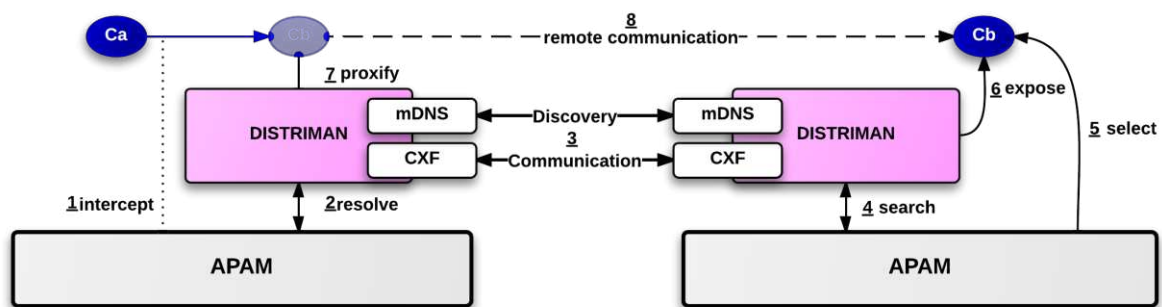 8
Ca Cb remote communication Cb
7 proxify
6 expose
mDNS Discovery mDNS
DISTRIMAN 3 DISTRIMAN 5 select
CXF Communication CXF
1 intercept 2 resolve 4 search
APAM APAM